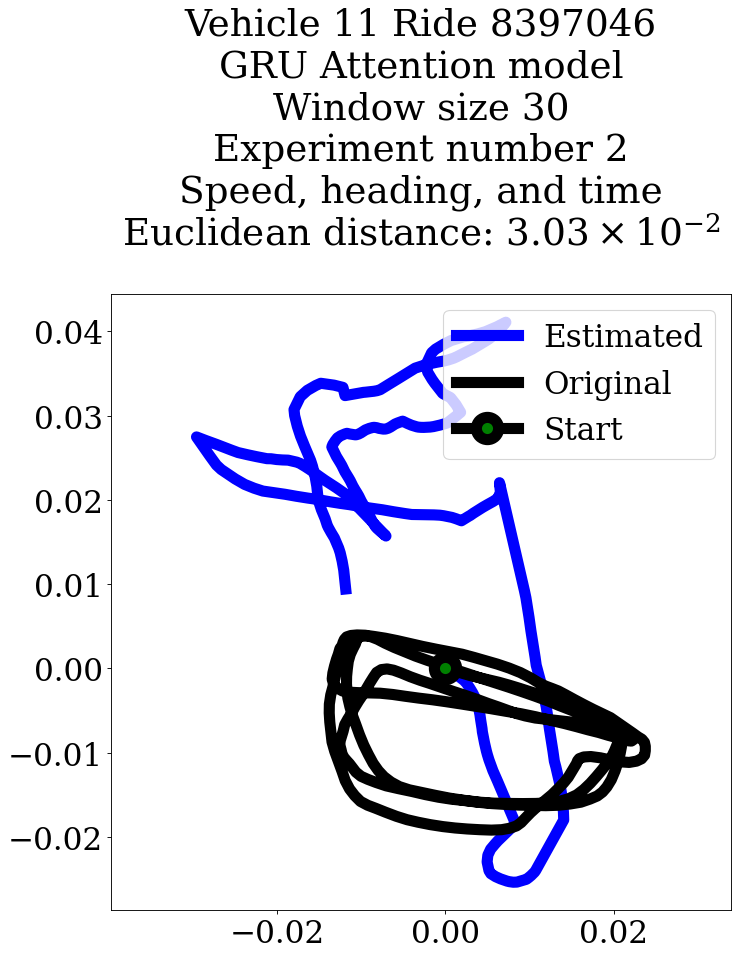 Vehicle 11 Ride 8397046
GRU Attention model
Window size 30
Experiment number 2
Speed, heading, and time
Euclidean distance: 3.03 × 10⁻²
Estimated
Original
Start
0.04
0.03
0.02
0.01
0.00
−0.01
−0.02
−0.02 0.00 0.02